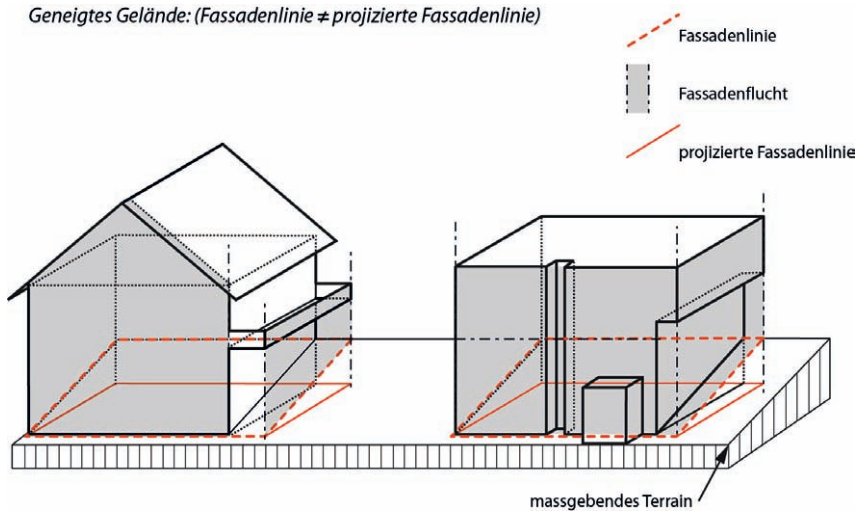 Geneigtes Gelände: (Fassadenlinie ≠ projizierte Fassadenlinie)
Fassadenlinie
Fassadenflucht
projizierte Fassadenlinie
massgebendes Terrain